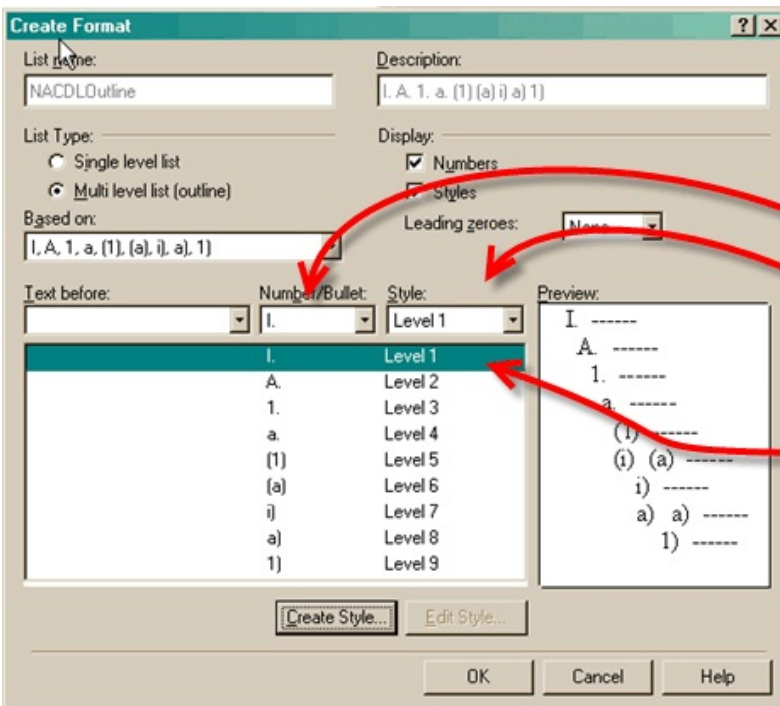 Create Format
List name: Description:
NACDLOutline I. A. 1. a. (1) (a) i) a) 1)
List Type: Display:
Single level list Numbers
Multi level list (outline) Styles
Based on: Leading zeroes: None
I, A, 1, a, (1), (a), i), a), 1)
Text before: Number/Bullet: Style: Preview:
I. Level 1
I. Level 1
A. Level 2
1. Level 3
a. Level 4
(1) Level 5
(a) Level 6
i) Level 7
a) Level 8
1) Level 9
I. ------
A. ------
1. ------
a. ------
(1) ------
(i) (a) ------
i) ------
a) a) ------
1) ------
Create Style... Edit Style...
OK Cancel Help